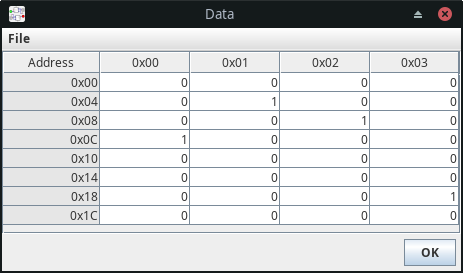 Data
File
Address 0x00 0x01 0x02 0x03
0x00 0 0 0 0
0x04 0 1 0 0
0x08 0 0 1 0
0x0C 1 0 0 0
0x10 0 0 0 0
0x14 0 0 0 0
0x18 0 0 0 1
0x1C 0 0 0 0
OK